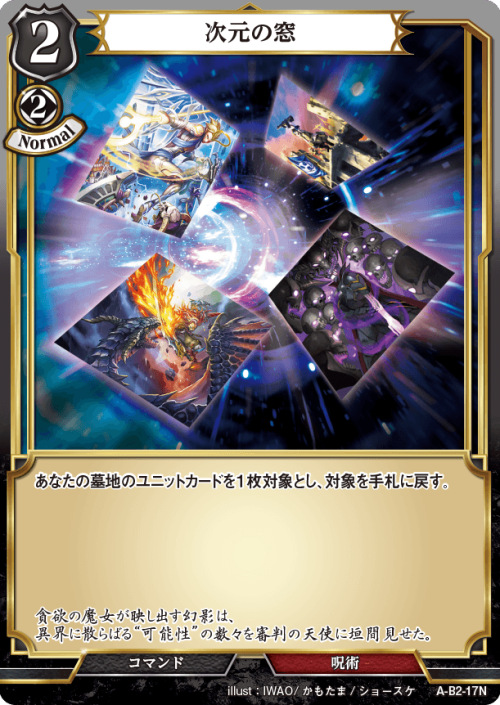 次元の窓
2
2
Normal
あなたの墓地のユニットカードを1枚対象とし、対象を手札に戻す。
貪欲の魔女が映し出す幻影は、
異界に散らばる“可能性”の数々を審判の天使に垣間見せた。
コマンド
呪術
illust：IWAO/ かもたま / ショースケ
A-B2-17N